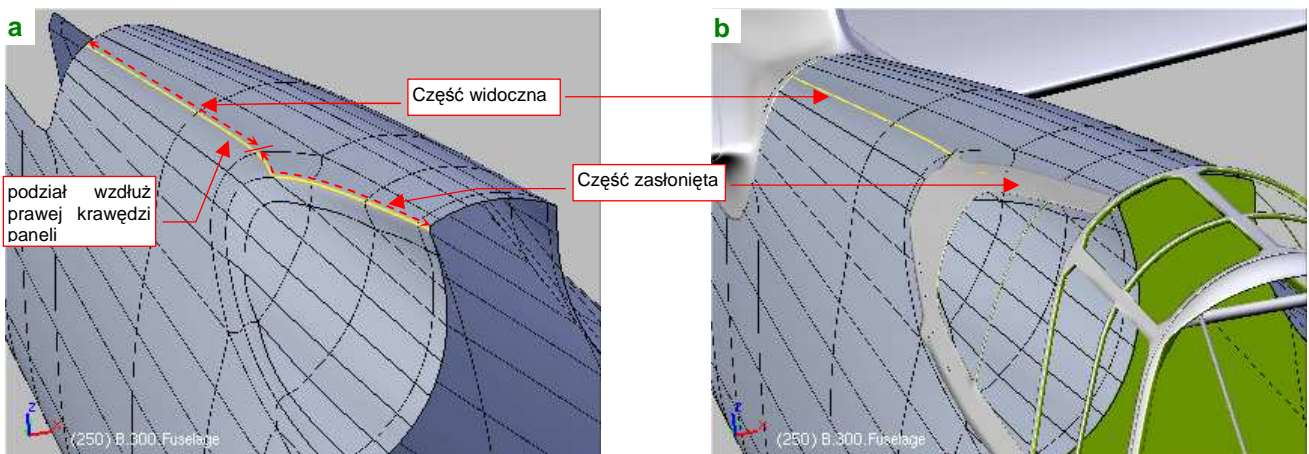 a
b
Część widoczna
Część zasłonięta
podział wzdłuż
prawej krawędzi
paneli
z
x
(250) B.300.Fuselage
z
x
(250) B.300.Fuselage